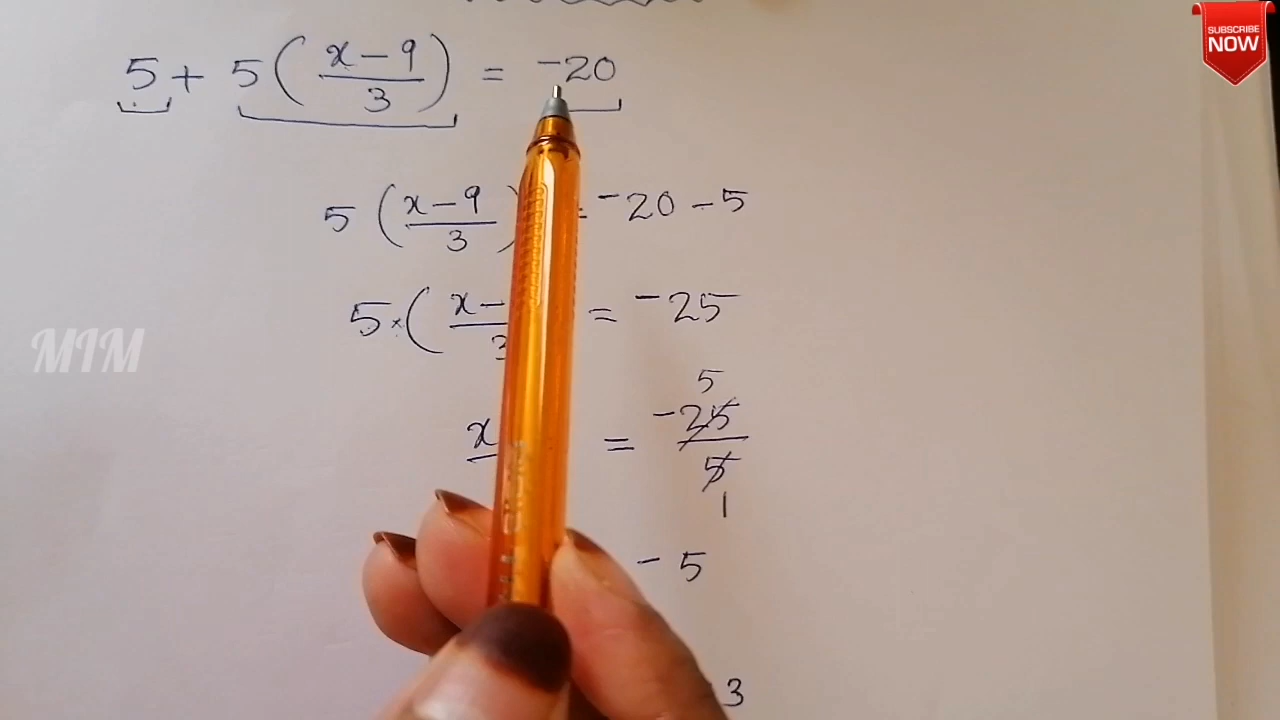 SUBSCRIBE
NOW
5 + 5 ( x - 9 / 3 ) = -20
5 ( x - 9 / 3 ) = -20 - 5
5 × ( x - / 3 = -25
5
x = -25 / 5
1
- 5
3
MIM